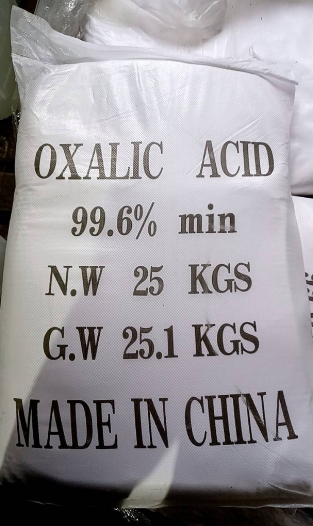 OXALIC ACID
99.6% min
N.W 25 KGS
G.W 25.1 KGS
MADE IN CHINA